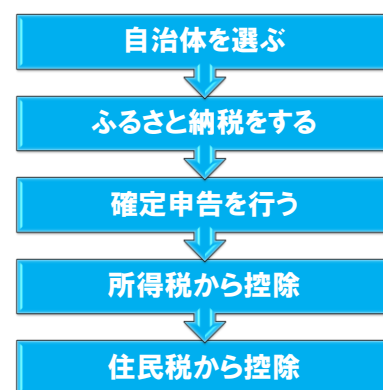 自治体を選ぶ
ふるさと納税をする
確定申告を行う
所得税から控除
住民税から控除